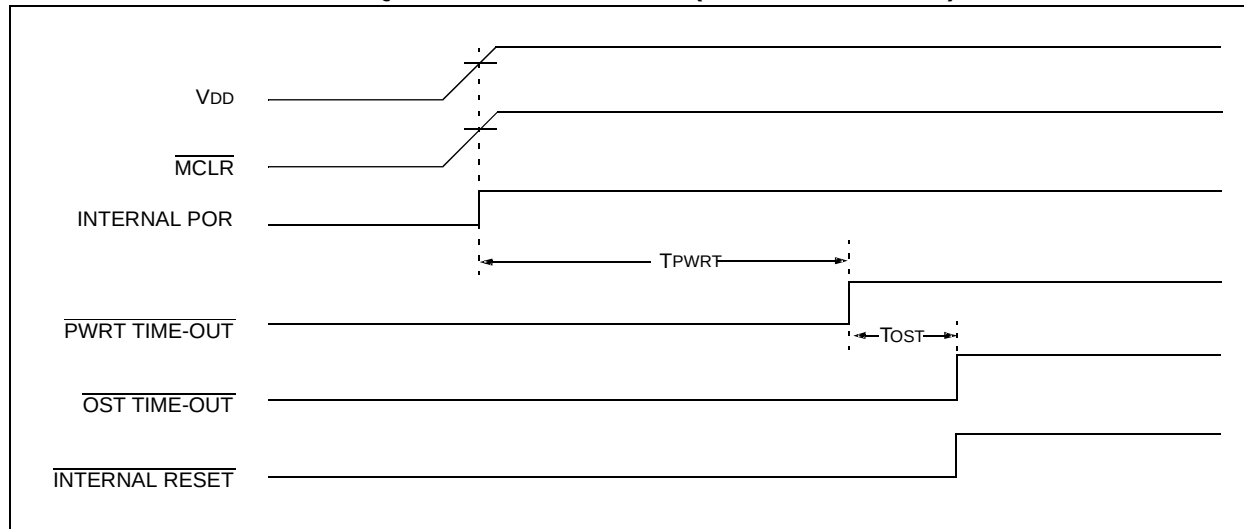 VDD
MCLR
INTERNAL POR
TPWRT
PWRT TIME-OUT
TOST
OST TIME-OUT
INTERNAL RESET